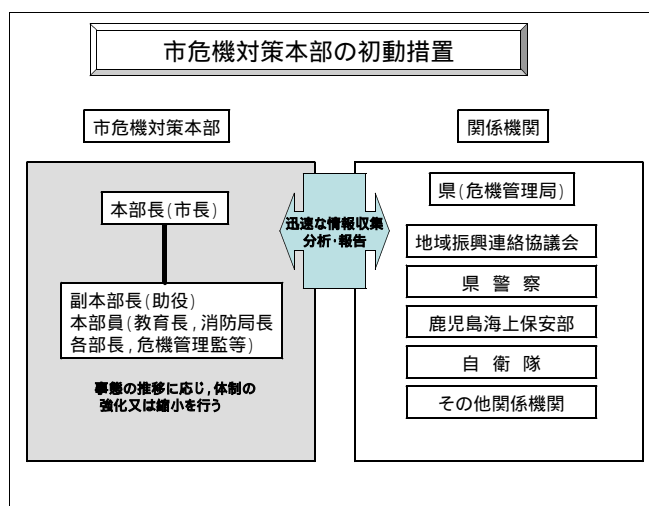 市危機対策本部の初動措置
市危機対策本部
関係機関
本部長(市長)
副本部長(助役)
本部員(教育長,消防局長
各部長,危機管理監等)
事態の推移に応じ,体制の
強化又は縮小を行う
迅速な情報収集
分析・報告
県(危機管理局)
地域振興連絡協議会
県 警 察
鹿児島海上保安部
自 衛 隊
その他関係機関